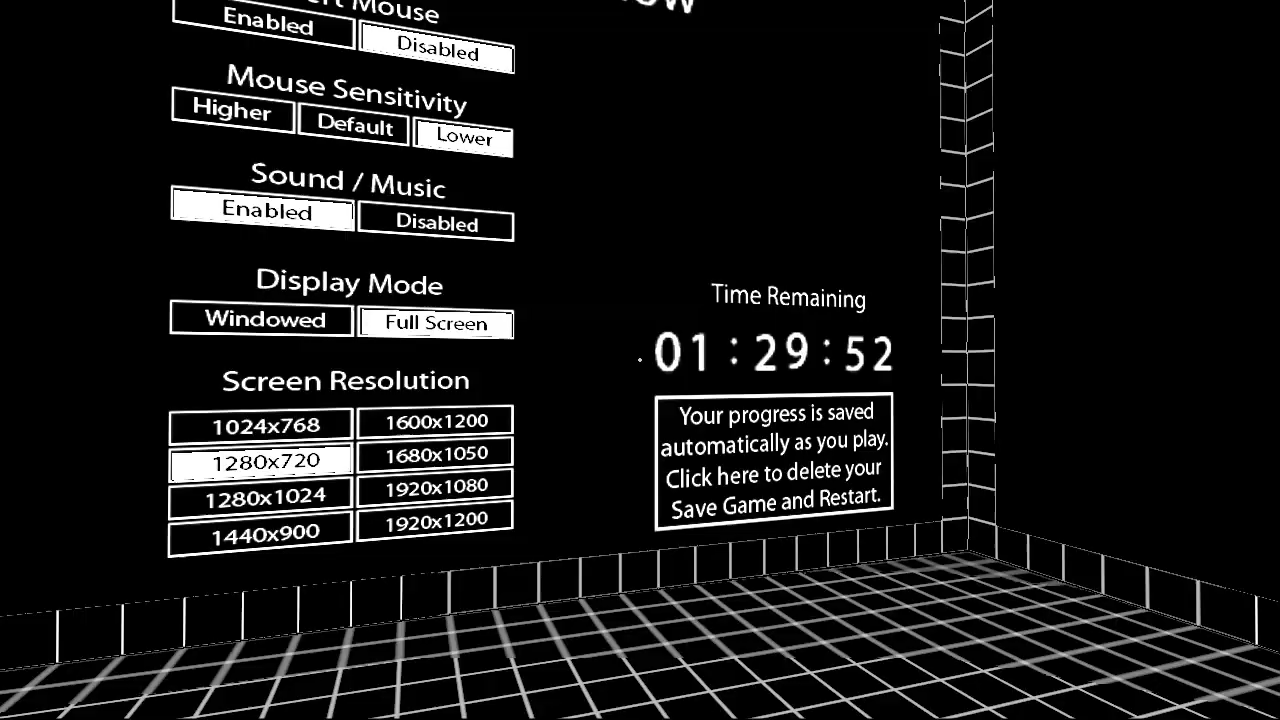 Mouse
Enabled
Disabled
Mouse Sensitivity
Higher
Default
Lower
Sound / Music
Enabled
Disabled
Display Mode
Windowed
Full Screen
Screen Resolution
1024x768
1600x1200
1280x720
1680x1050
1280x1024
1920x1080
1440x900
1920x1200
Time Remaining
01:29:52
Your progress is saved
automatically as you play.
Click here to delete your
Save Game and Restart.